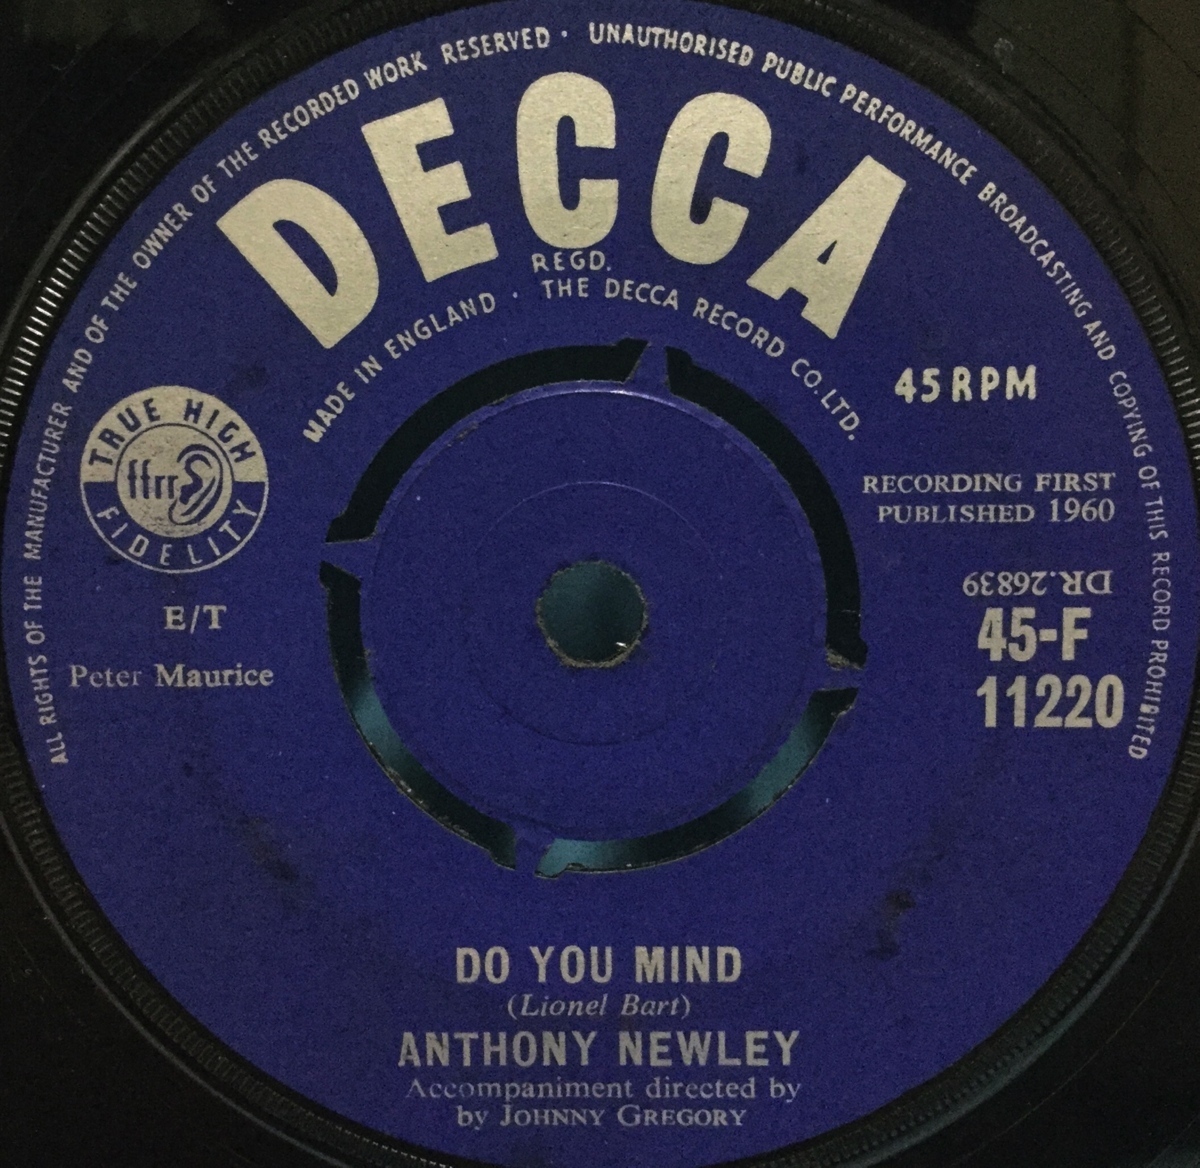 ALL RIGHTS OF THE MANUFACTURER AND OF THE OWNER OF THE RECORDED WORK RESERVED · UNAUTHORISED PUBLIC PERFORMANCE BROADCASTING AND COPYING OF THIS RECORD PROHIBITED
DECCA
REGD.
MADE IN ENGLAND · THE DECCA RECORD CO. LTD.
45 RPM
TRUE HIGH
ffrr
FIDELITY
RECORDING FIRST
PUBLISHED 1960
DR.26839
E/T
45-F
11220
Peter Maurice
DO YOU MIND
(Lionel Bart)
ANTHONY NEWLEY
Accompaniment directed by
by JOHNNY GREGORY